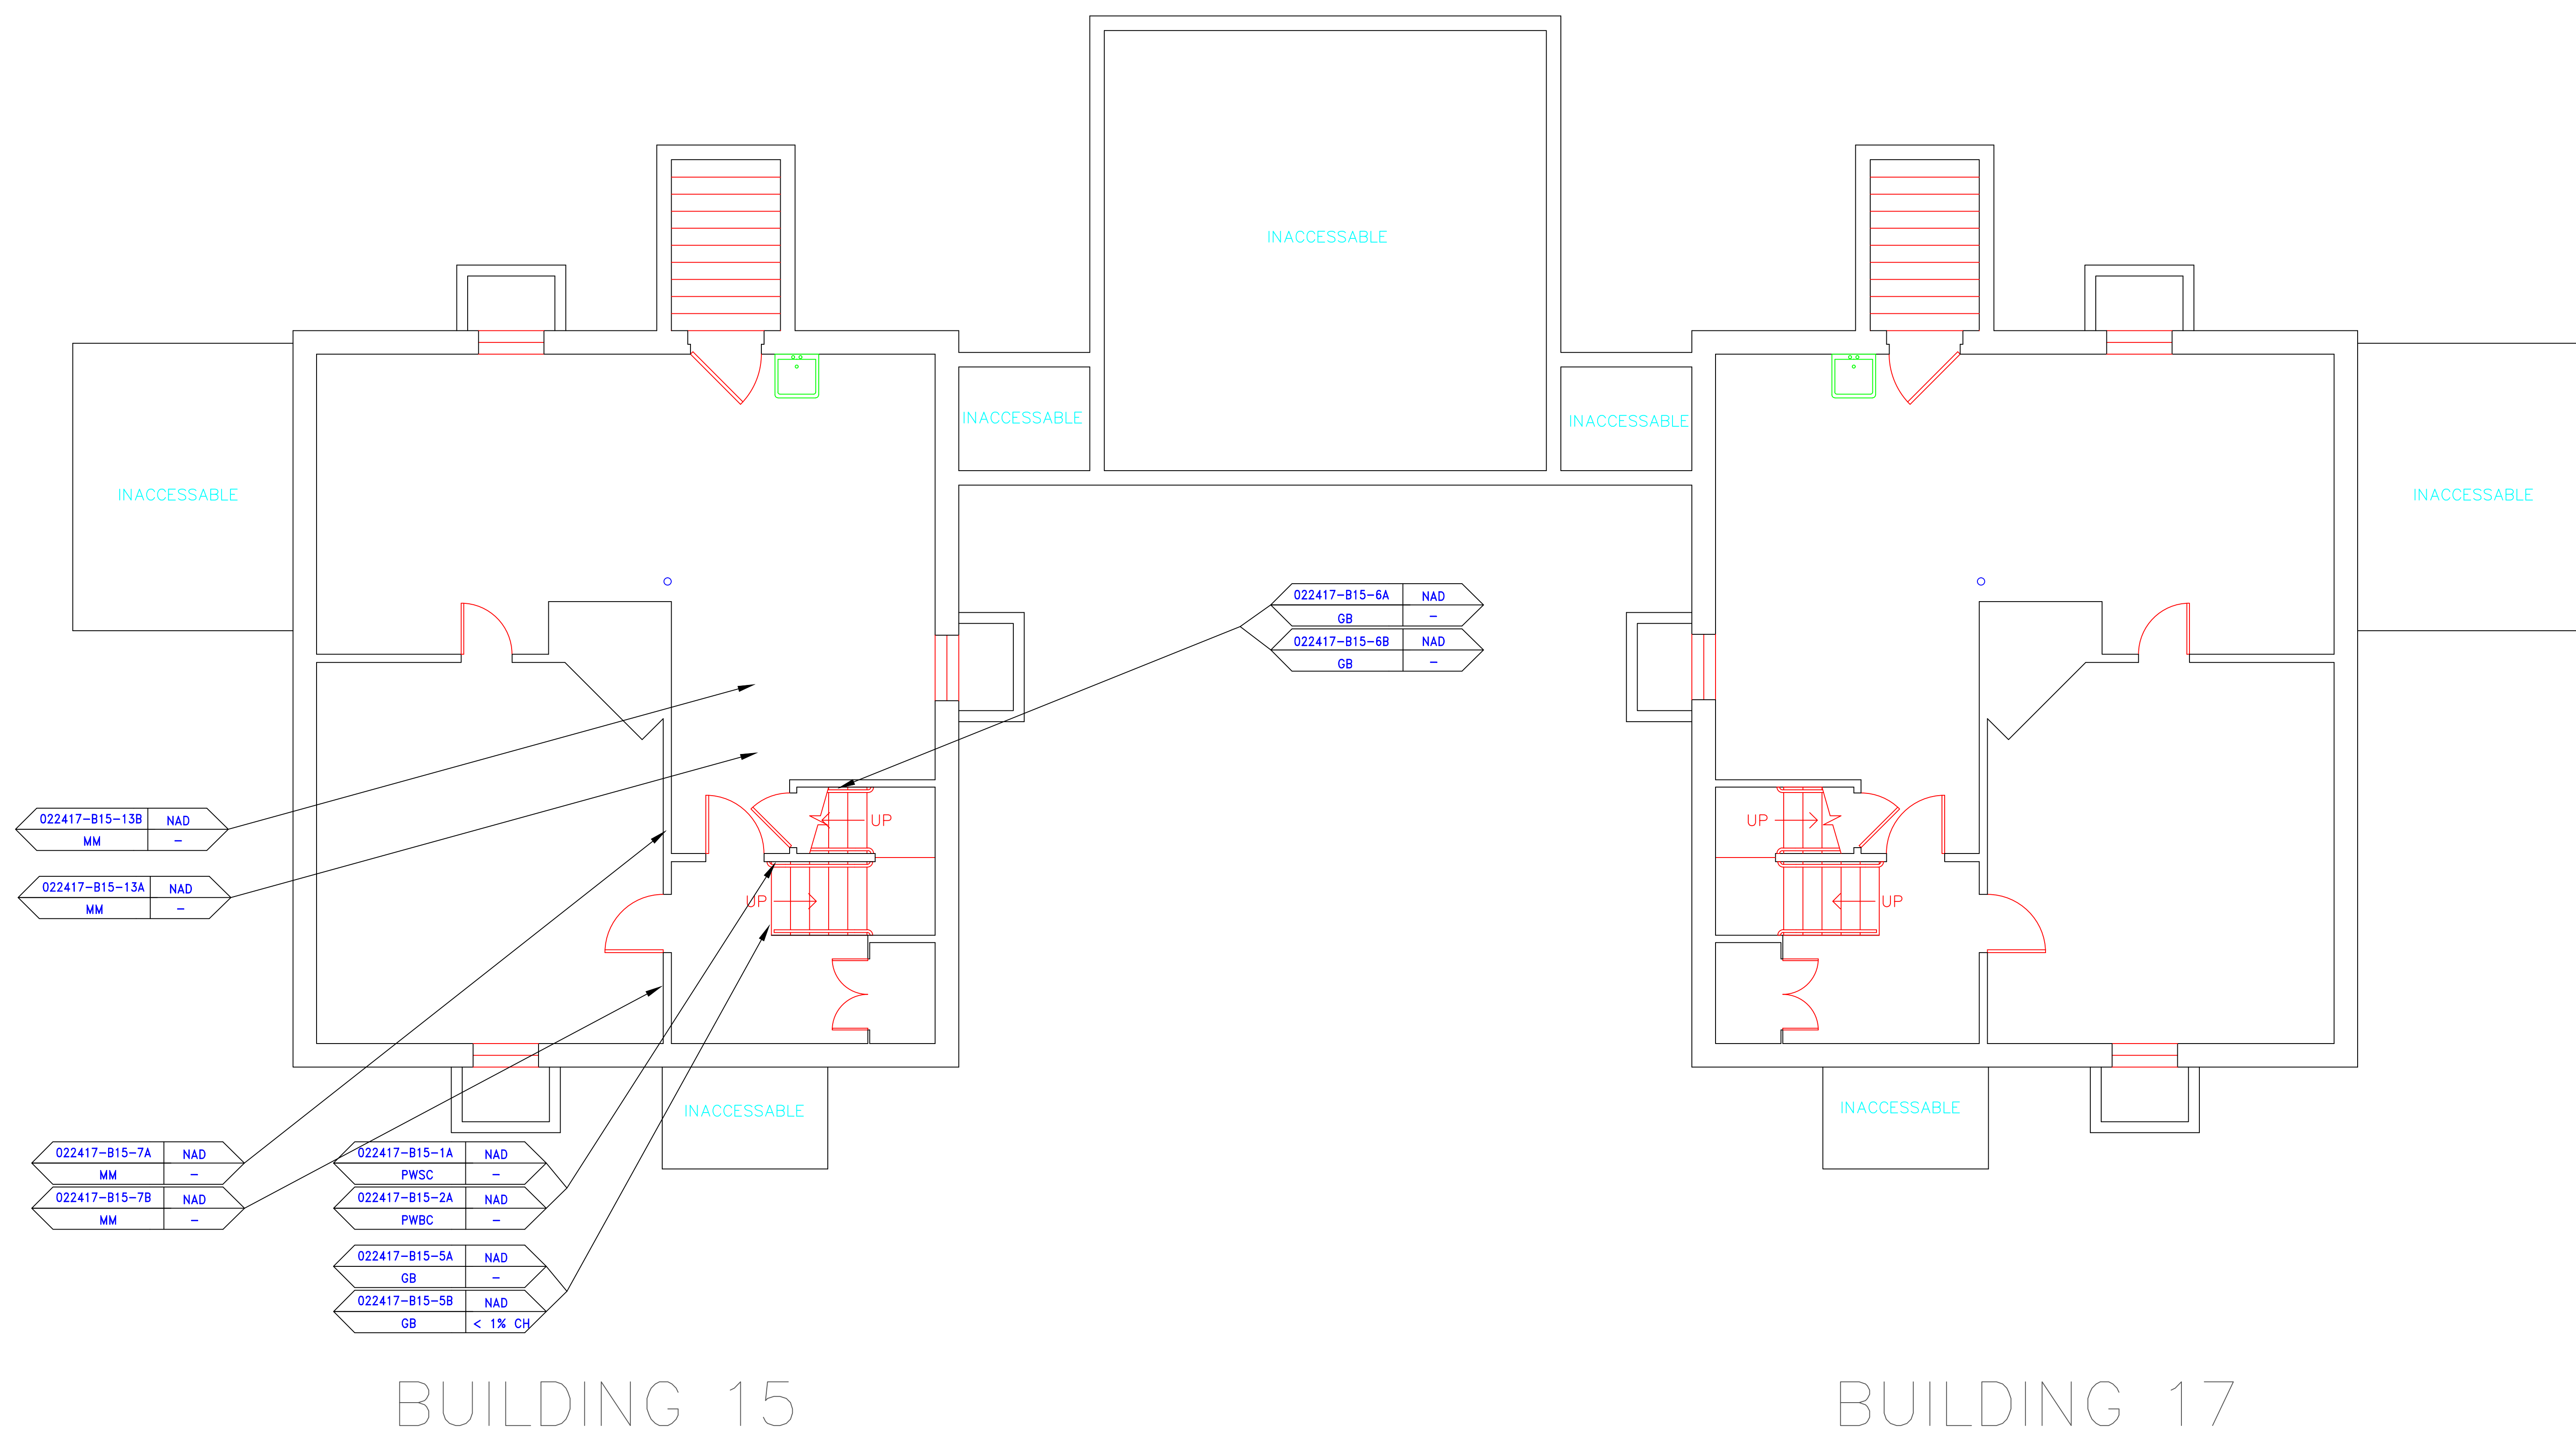 INACCESSABLE
INACCESSABLE
INACCESSABLE
INACCESSABLE
INACCESSABLE
022417-B15-6A NAD
GB -
022417-B15-6B NAD
GB -
022417-B15-13B NAD
MM -
022417-B15-13A NAD
MM -
UP
UP
UP
UP
INACCESSABLE
INACCESSABLE
022417-B15-7A NAD
MM -
022417-B15-7B NAD
MM -
022417-B15-1A NAD
PWSC -
022417-B15-2A NAD
PWBC -
022417-B15-5A NAD
GB -
022417-B15-5B NAD
GB < 1% CH
BUILDING 15
BUILDING 17